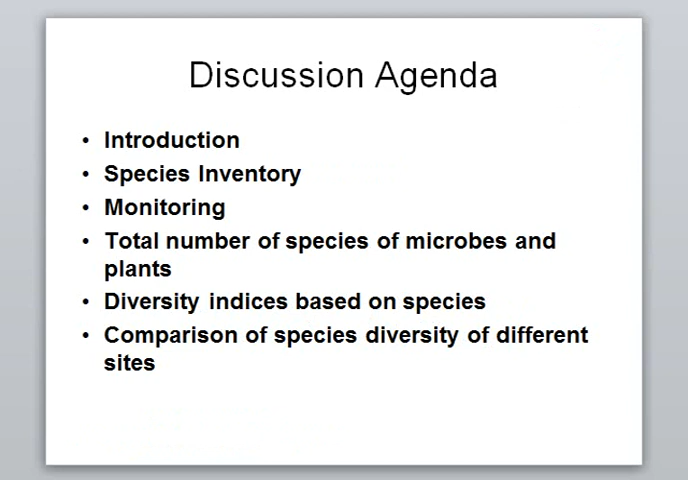 Discussion Agenda
• Introduction
• Species Inventory
• Monitoring
• Total number of species of microbes and
plants
• Diversity indices based on species
• Comparison of species diversity of different
sites